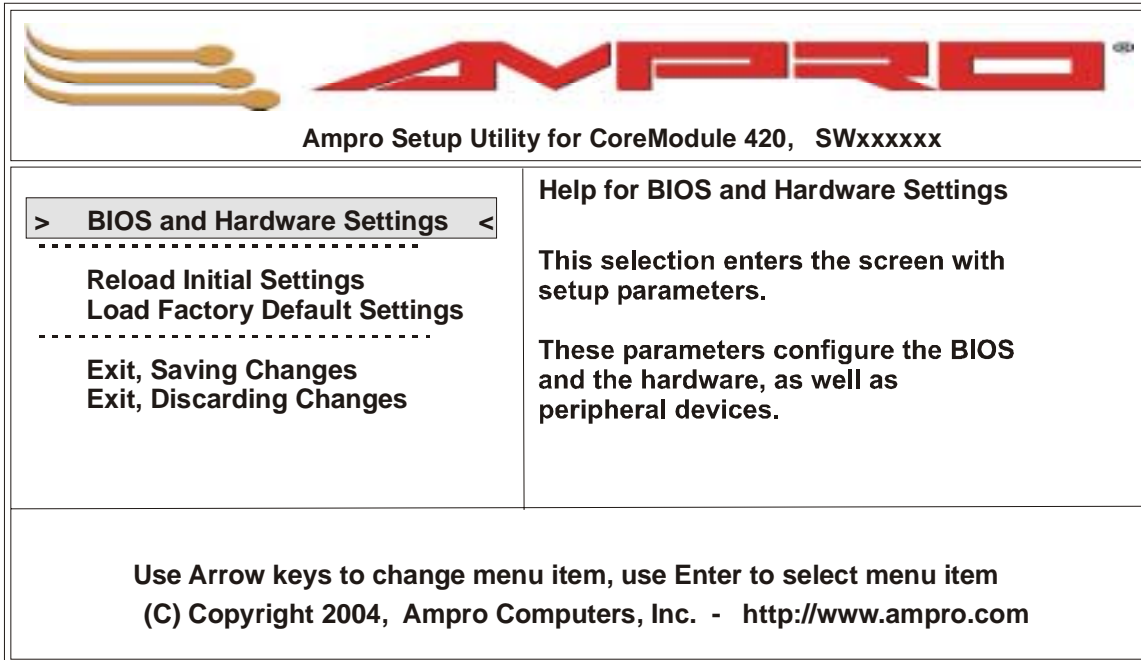 AMPRO®
Ampro Setup Utility for CoreModule 420, SWxxxxxx
> BIOS and Hardware Settings <
Reload Initial Settings
Load Factory Default Settings
Exit, Saving Changes
Exit, Discarding Changes
Help for BIOS and Hardware Settings
This selection enters the screen with
setup parameters.
These parameters configure the BIOS
and the hardware, as well as
peripheral devices.
Use Arrow keys to change menu item, use Enter to select menu item
(C) Copyright 2004, Ampro Computers, Inc. - http://www.ampro.com